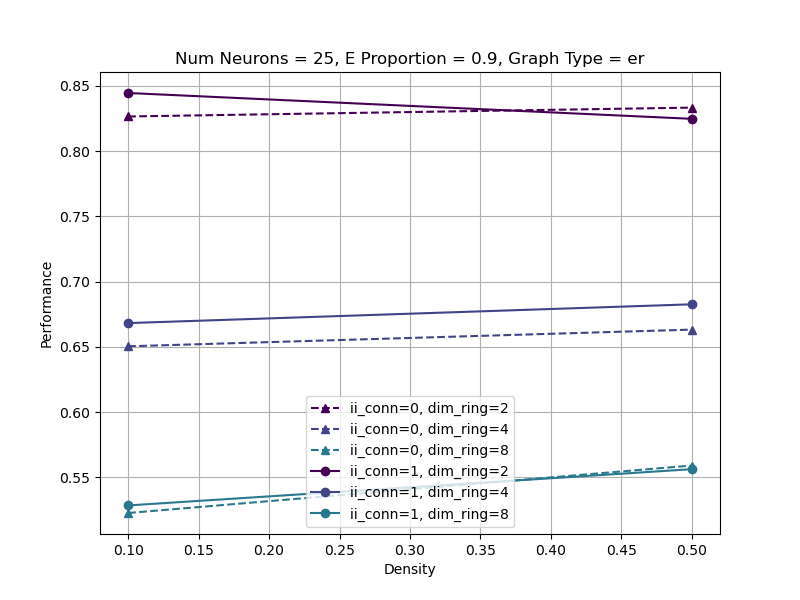 Num Neurons = 25, E Proportion = 0.9, Graph Type = er
Performance
0.85
0.80
0.75
0.70
0.65
0.60
0.55
ii_conn=0, dim_ring=2
ii_conn=0, dim_ring=4
ii_conn=0, dim_ring=8
ii_conn=1, dim_ring=2
ii_conn=1, dim_ring=4
ii_conn=1, dim_ring=8
0.10 0.15 0.20 0.25 0.30 0.35 0.40 0.45 0.50
Density